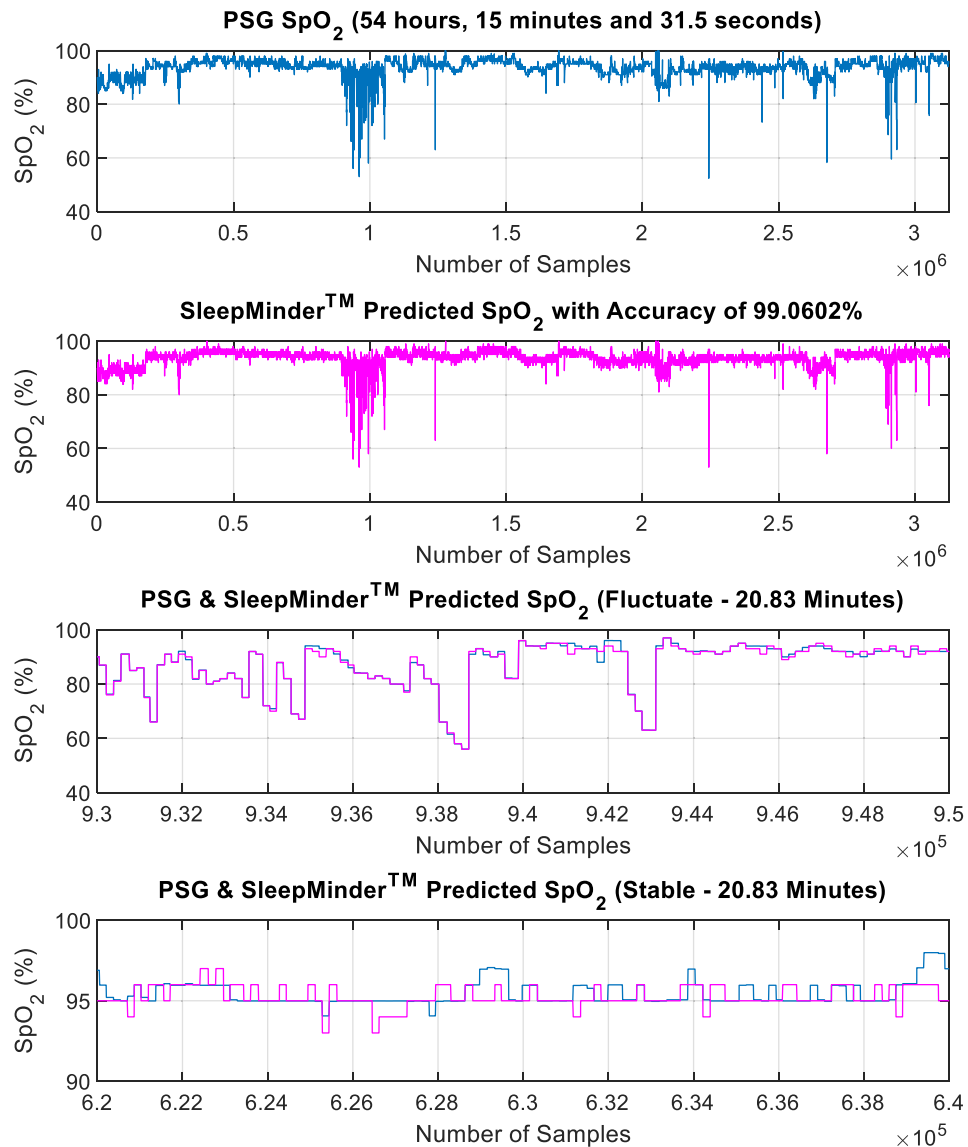 PSG SpO2 (54 hours, 15 minutes and 31.5 seconds)
100
80
60
40
SpO2 (%)
0 0.5 1 1.5 2 2.5 3
Number of Samples
×10^6
SleepMinder™ Predicted SpO2 with Accuracy of 99.0602%
100
80
60
40
SpO2 (%)
0 0.5 1 1.5 2 2.5 3
Number of Samples
×10^6
PSG & SleepMinder™ Predicted SpO2 (Fluctuate - 20.83 Minutes)
100
80
60
40
SpO2 (%)
9.3 9.32 9.34 9.36 9.38 9.4 9.42 9.44 9.46 9.48 9.5
Number of Samples
×10^5
PSG & SleepMinder™ Predicted SpO2 (Stable - 20.83 Minutes)
100
95
90
SpO2 (%)
6.2 6.22 6.24 6.26 6.28 6.3 6.32 6.34 6.36 6.38 6.4
Number of Samples
×10^5